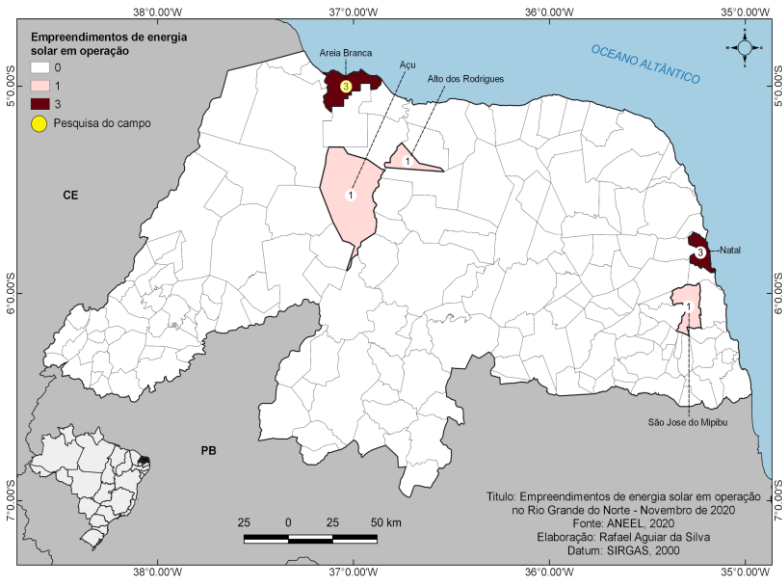 38°0.00'W
37°0.00'W
36°0.00'W
35°0.00'W
Empreendimentos de energia
solar em operação
0
1
3
Pesquisa do campo
Areia Branca
3
Açu
Alto dos Rodrigues
1
1
OCEANO ALTÂNTICO
5°0.00'S
5°0.00'S
CE
3
Natal
6°0.00'S
6°0.00'S
1
São Jose do Mipibu
PB
7°0.00'S
7°0.00'S
25 0 25 50 km
Titulo: Empreendimentos de energia solar em operação
no Rio Grande do Norte - Novembro de 2020
Fonte: ANEEL, 2020
Elaboração: Rafael Aguiar da Silva
Datum: SIRGAS, 2000
38°0.00'W
37°0.00'W
36°0.00'W
35°0.00'W